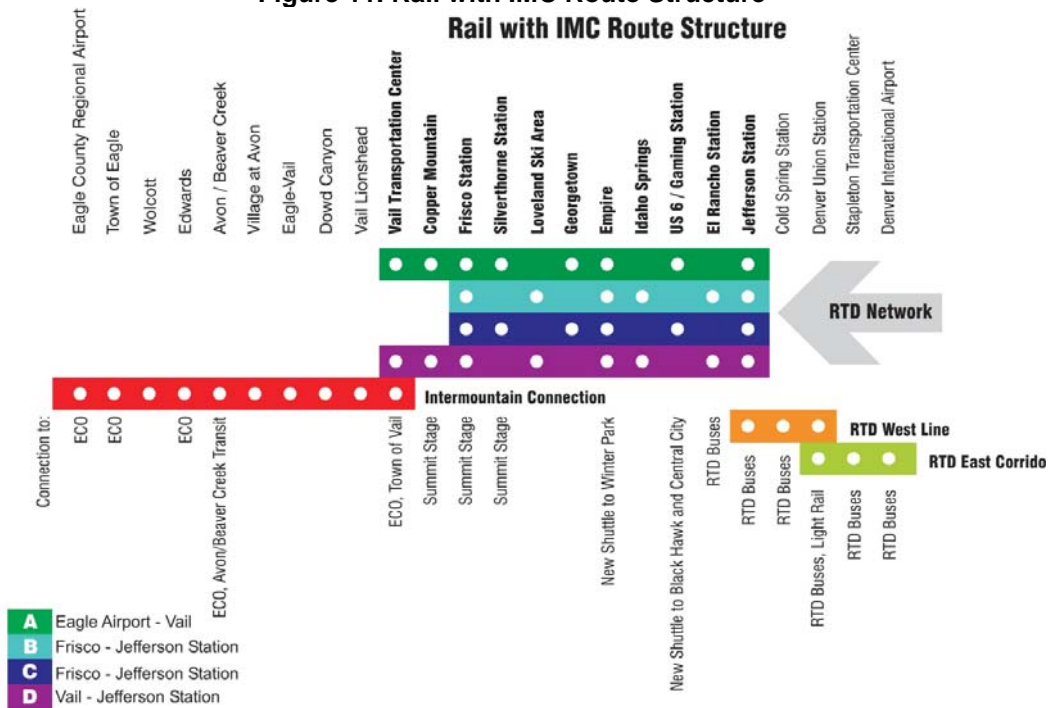 Figure 11. Rail with IMC Route Structure
Rail with IMC Route Structure
Eagle County Regional Airport
Town of Eagle
Wolcott
Edwards
Avon / Beaver Creek
Village at Avon
Eagle-Vail
Dowd Canyon
Vail Lionshead
Vail Transportation Center
Copper Mountain
Frisco Station
Silverthorne Station
Loveland Ski Area
Georgetown
Empire
Idaho Springs
US 6 / Gaming Station
El Rancho Station
Jefferson Station
Cold Spring Station
Denver Union Station
Stapleton Transportation Center
Denver International Airport
RTD Network
Intermountain Connection
RTD West Line
RTD East Corrido
Connection to:
ECO
ECO
ECO
ECO, Avon/Beaver Creek Transit
ECO, Town of Vail
Summit Stage
Summit Stage
Summit Stage
New Shuttle to Winter Park
New Shuttle to Black Hawk and Central City
RTD Buses
RTD Buses
RTD Buses
RTD Buses, Light Rail
RTD Buses
RTD Buses
A Eagle Airport - Vail
B Frisco - Jefferson Station
C Frisco - Jefferson Station
D Vail - Jefferson Station